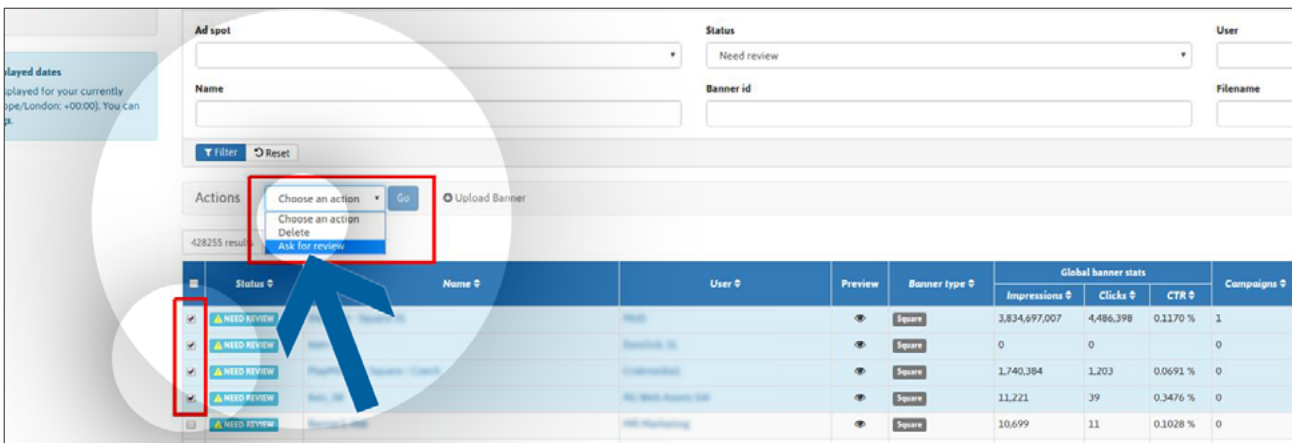 Ad spot Status User
Need review
played dates
splayed for your currently
ope/London: +00:00). You can
gs.
Name Banner id Filename
Filter Reset
Actions Choose an action Go Upload Banner
Choose an action
Delete
Ask for review
428255 results
Status Name User Preview Banner type Global banner stats Campaigns
Impressions Clicks CTR
NEED REVIEW Square 3,834,697,007 4,486,398 0.1170 % 1
NEED REVIEW Square 0 0 0
NEED REVIEW Square 1,740,384 1,203 0.0691 % 0
NEED REVIEW Square 11,221 39 0.3476 % 0
NEED REVIEW Square 10,699 11 0.1028 % 0